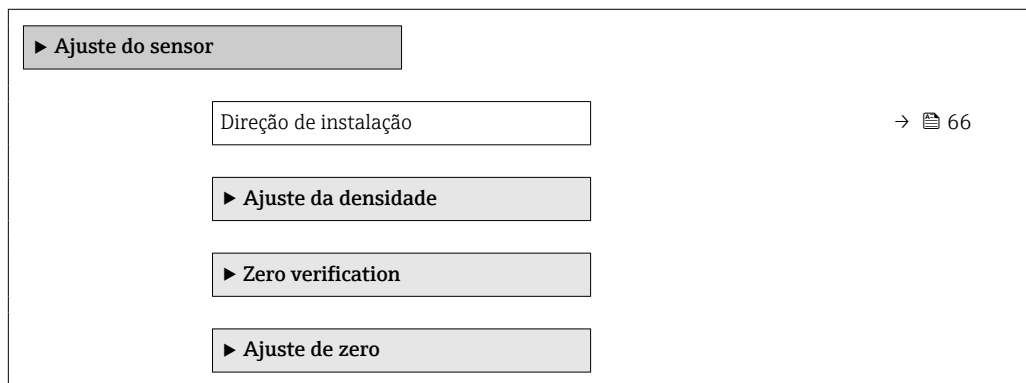 ▶ Ajuste do sensor
Direção de instalação → 🖺 66
▶ Ajuste da densidade
▶ Zero verification
▶ Ajuste de zero